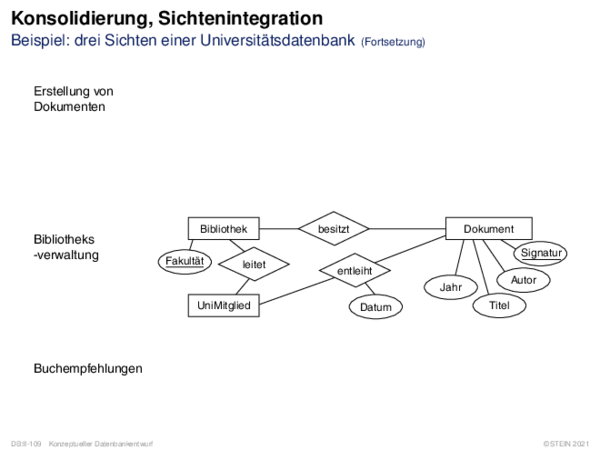 Konsolidierung, Sichtenintegration
Beispiel: drei Sichten einer Universitätsdatenbank (Fortsetzung)
Erstellung von
Dokumenten
Bibliotheks
-verwaltung
Bibliothek
besitzt
Dokument
Fakultät
leitet
entleiht
Signatur
Jahr
Autor
UniMitglied
Datum
Titel
Buchempfehlungen
DB:II-109 Konzeptueller Datenbankentwurf
©STEIN 2021